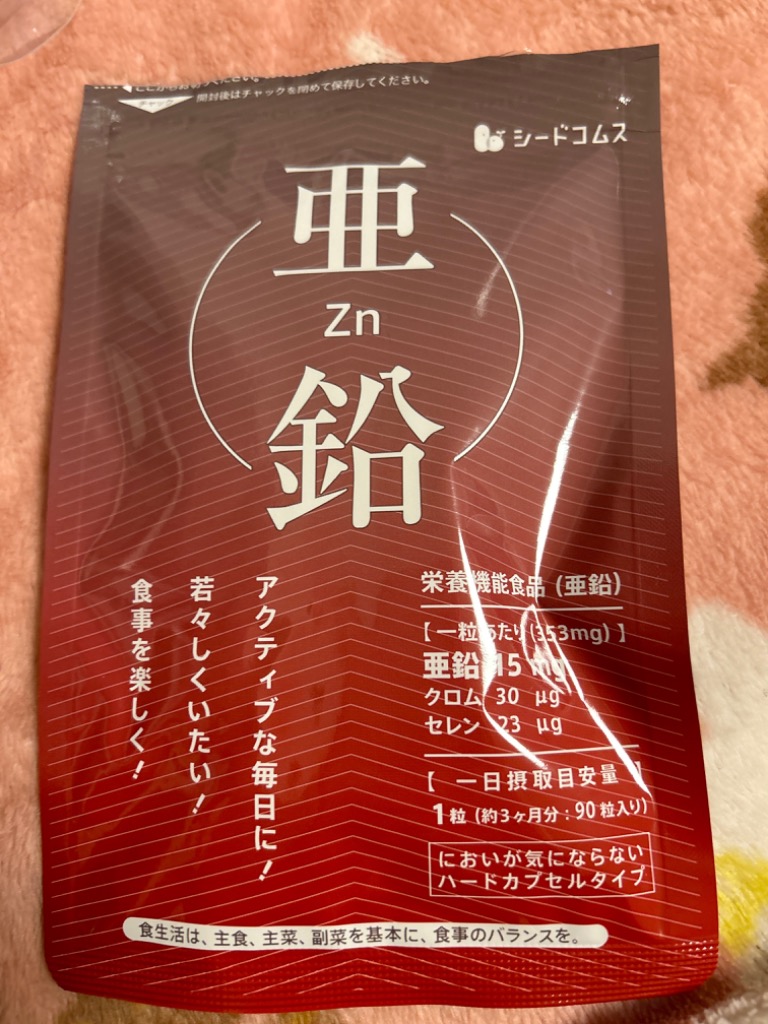 開封後はチャックを閉めて保存してください。
チャック
シードコムス
亜
Zn
鉛
アクティブな毎日に！
若々しくいたい！
食事を楽しく！
栄養機能食品（亜鉛）
【一粒あたり(353mg)】
亜鉛 15 mg
クロム 30 μg
セレン 23 μg
【一日摂取目安量】
1粒（約3ヶ月分：90粒入り）
においが気にならない
ハードカプセルタイプ
食生活は、主食、主菜、副菜を基本に、食事のバランスを。